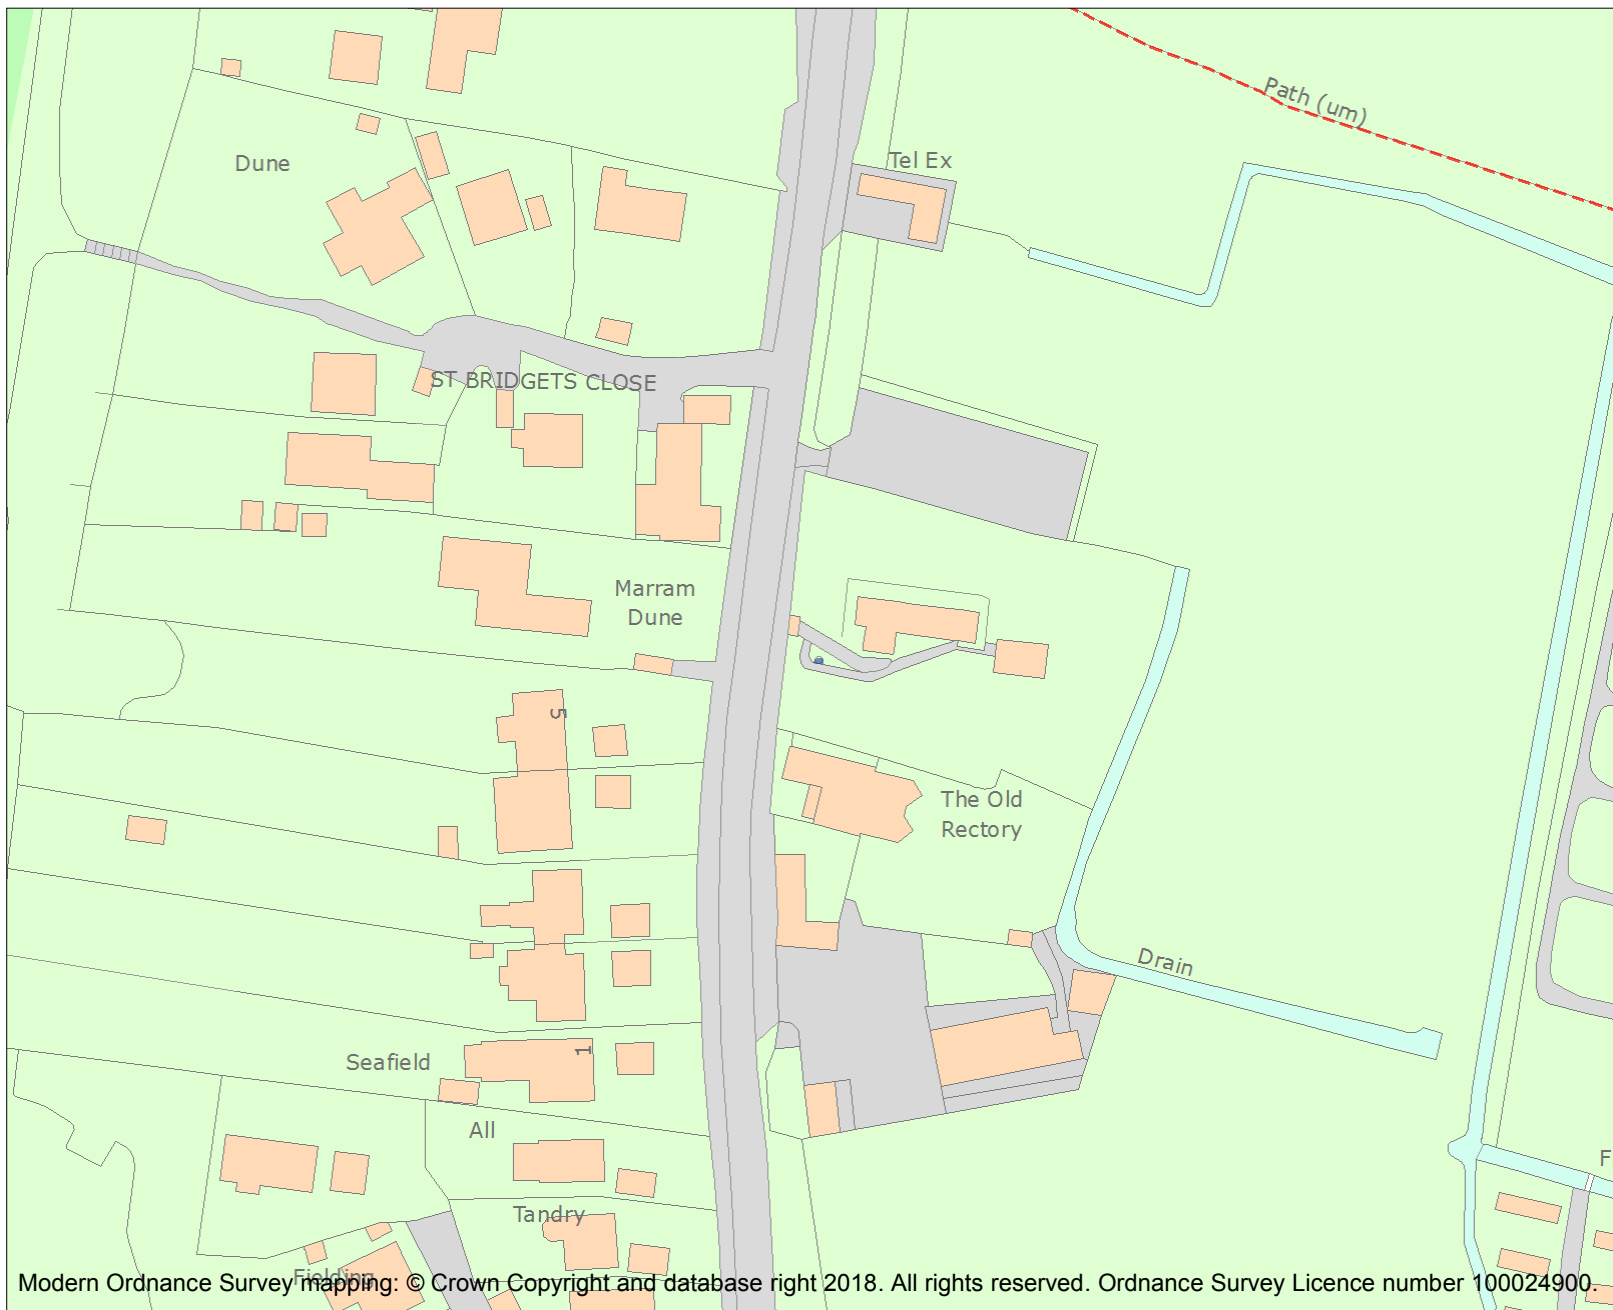 Path (um)
Tel Ex
Dune
ST BRIDGETS CLOSE
Marram
Dune
5
The Old
Rectory
Drain
1
Seafield
All
F
Tandry
Fielding
Modern Ordnance Survey mapping: © Crown Copyright and database right 2018. All rights reserved. Ordnance Survey Licence number 100024900.